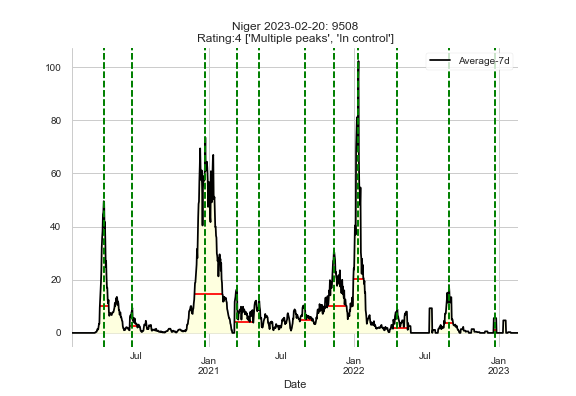 Niger 2023-02-20: 9508
Rating:4 ['Multiple peaks', 'In control']
Average-7d
100
80
60
40
20
0
Jul
Jan
2021
Jul
Jan
2022
Jul
Jan
2023
Date